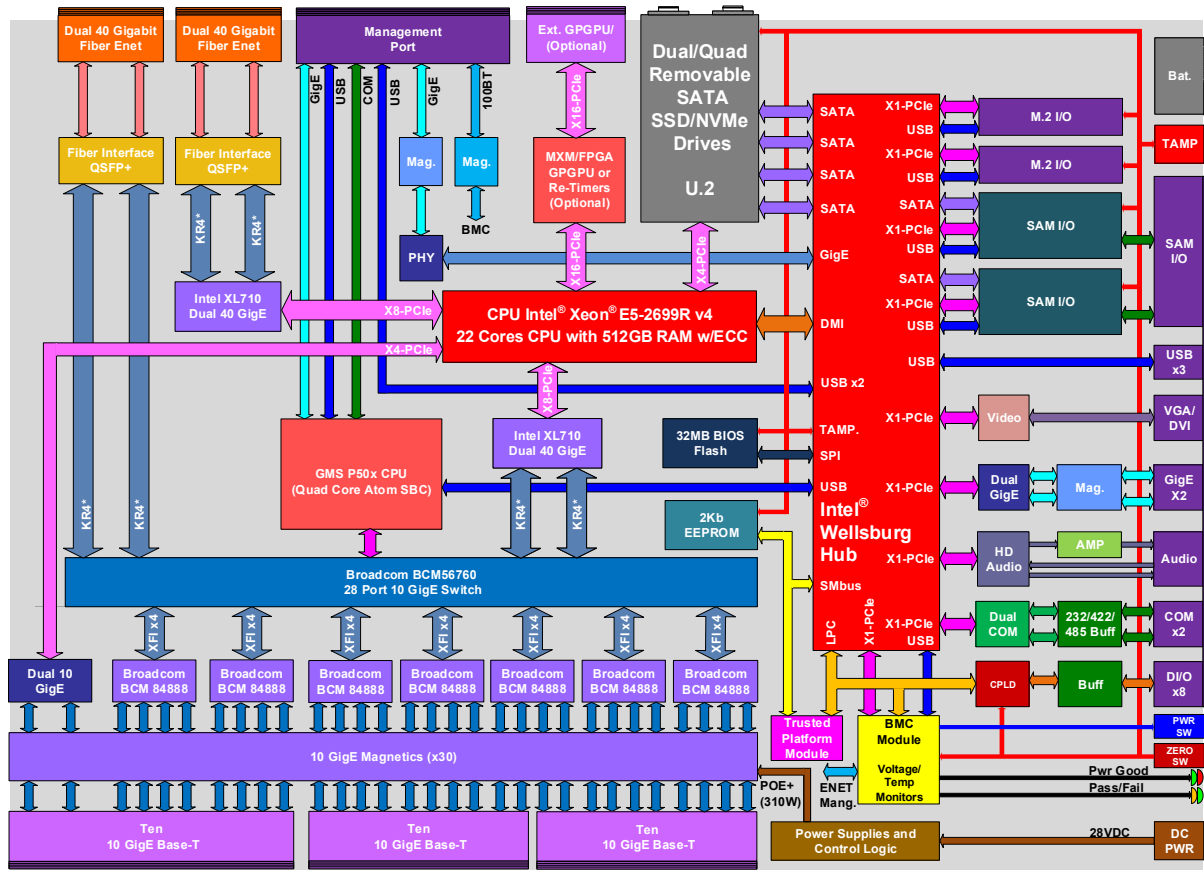 Dual 40 Gigabit
Fiber Enet
Dual 40 Gigabit
Fiber Enet
Management
Port
Ext. GPGPU/
(Optional)
Dual/Quad
Removable
SATA
SSD/NVMe
Drives
U.2
Bat.
TAMP
GigE
USB
COM
USB
GigE
100BT
X16-PCIe
Fiber Interface
QSFP+
Fiber Interface
QSFP+
Mag.
Mag.
BMC
MXM/FPGA
GPGPU or
Re-Timers
(Optional)
SATA
SATA
SATA
SATA
X1-PCIe
USB
X1-PCIe
USB
SATA
X1-PCIe
USB
SATA
X1-PCIe
USB
M.2 I/O
M.2 I/O
SAM I/O
SAM I/O
SAM
I/O
KR4*
KR4*
PHY
X16-PCIe
X4-PCIe
GigE
Intel XL710
Dual 40 GigE
X8-PCIe
X4-PCIe
CPU Intel® Xeon® E5-2699R v4
22 Cores CPU with 512GB RAM w/ECC
DMI
USB
USB
x3
USB x2
X8-PCIe
X1-PCIe
Video
VGA/
DVI
GMS P50x CPU
(Quad Core Atom SBC)
Intel XL710
Dual 40 GigE
32MB BIOS
Flash
TAMP.
SPI
USB
X1-PCIe
Dual
GigE
Mag.
GigE
X2
KR4*
KR4*
KR4*
KR4*
2Kb
EEPROM
Intel®
Wellsburg
Hub
X1-PCIe
HD
Audio
AMP
Audio
Broadcom BCM56760
28 Port 10 GigE Switch
SMbus
X1-PCIe
Dual
COM
232/422/
485 Buff
COM
x2
LPC
X1-PCIe
USB
XFI x4
XFI x4
XFI x4
XFI x4
XFI x4
XFI x4
XFI x4
Dual 10
GigE
Broadcom
BCM 84888
Broadcom
BCM 84888
Broadcom
BCM 84888
Broadcom
BCM 84888
Broadcom
BCM 84888
Broadcom
BCM 84888
Broadcom
BCM 84888
CPLD
Buff
DI/O
x8
Trusted
Platform
Module
BMC
Module
Voltage/
Temp
Monitors
PWR
SW
ZERO
SW
10 GigE Magnetics (x30)
POE+
(310W)
ENET
Mang.
Pwr Good
Pass/Fail
Ten
10 GigE Base-T
Ten
10 GigE Base-T
Ten
10 GigE Base-T
Power Supplies and
Control Logic
28VDC
DC
PWR